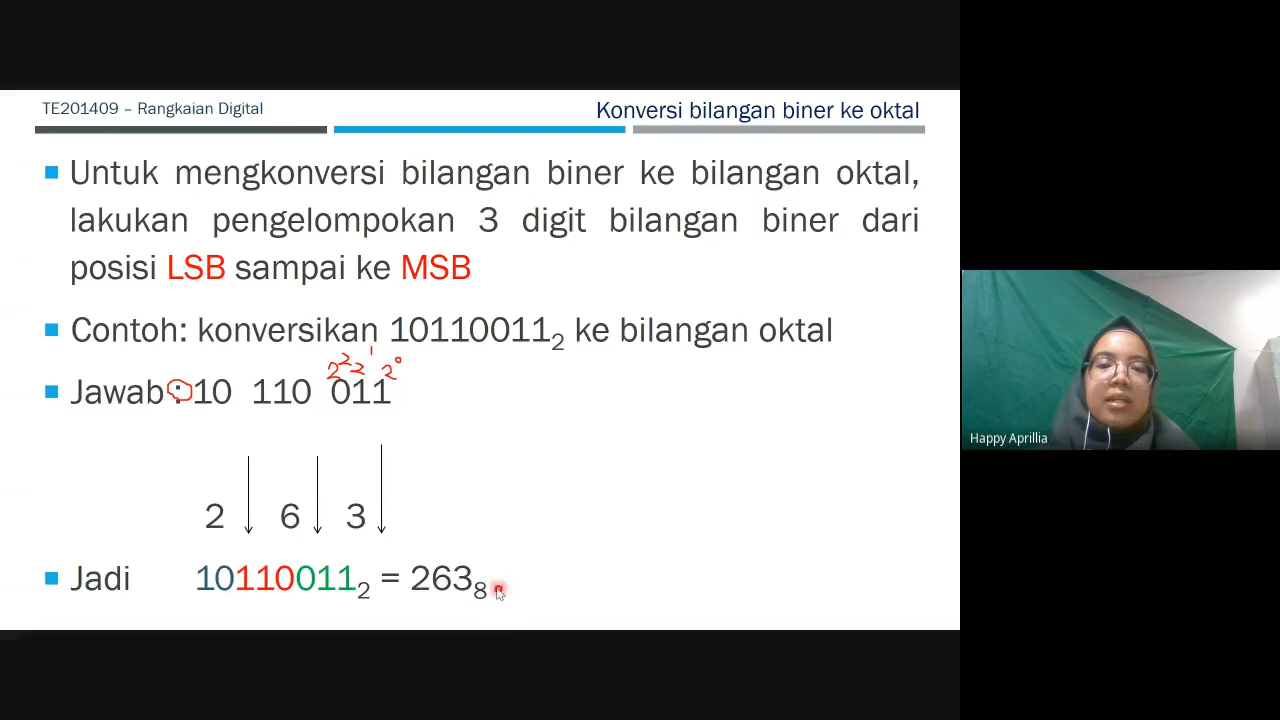 TE201409 – Rangkaian Digital
Konversi bilangan biner ke oktal
Untuk mengkonversi bilangan biner ke bilangan oktal,
lakukan pengelompokan 3 digit bilangan biner dari
posisi LSB sampai ke MSB
Contoh: konversikan 10110011₂ ke bilangan oktal
2² 2¹ 2⁰
Jawab : 10 110 011
2 6 3
Jadi 10110011₂ = 263₈
Happy Aprillia